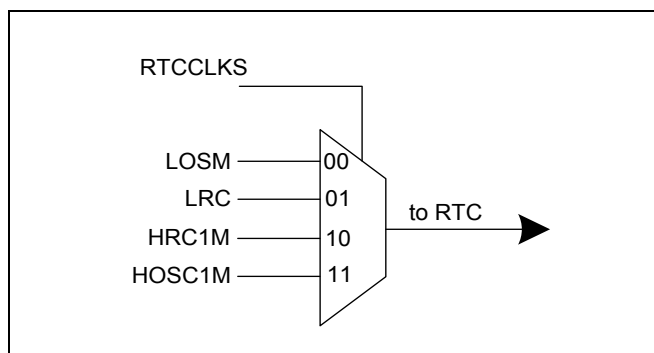 RTCCLKS
LOSM 00
LRC 01
to RTC
HRC1M 10
HOSC1M 11